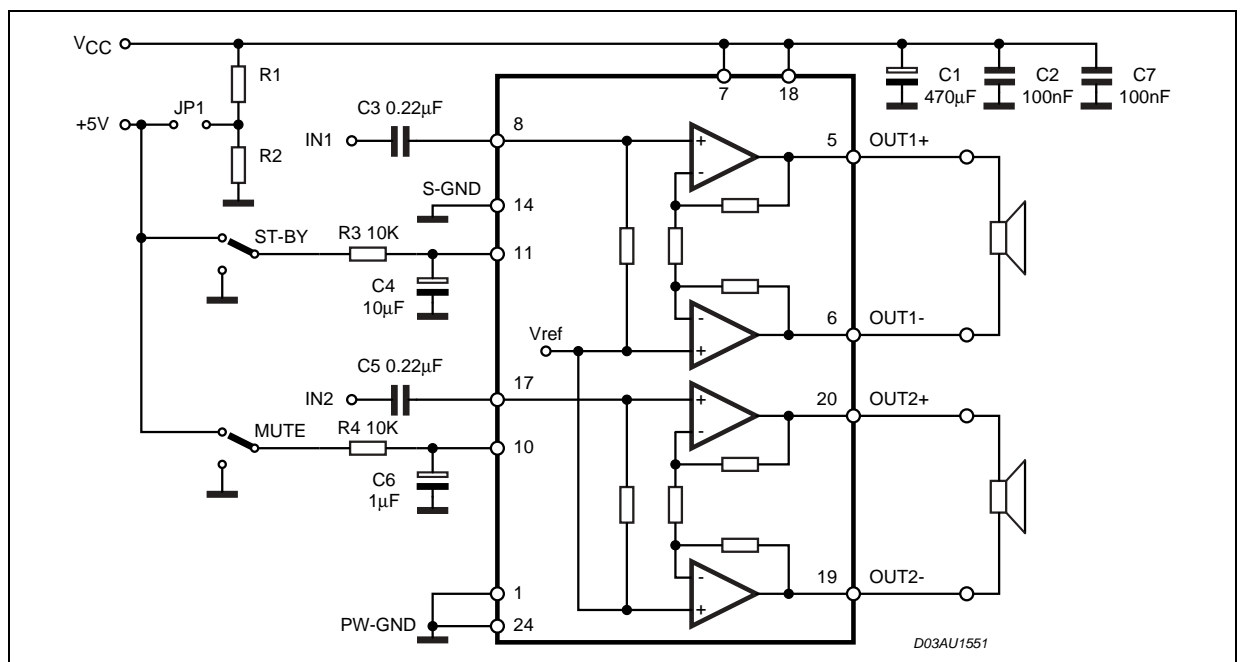 VCC
R1
JP1
+5V
R2
C3 0.22µF
IN1
8
S-GND
14
ST-BY
R3 10K
11
C4
10µF
Vref
C5 0.22µF
17
IN2
MUTE
R4 10K
10
C6
1µF
1
PW-GND
24
7
18
C1
470µF
C2
100nF
C7
100nF
+
-
5
OUT1+
6
OUT1-
-
+
+
-
20
OUT2+
19
OUT2-
-
+
D03AU1551